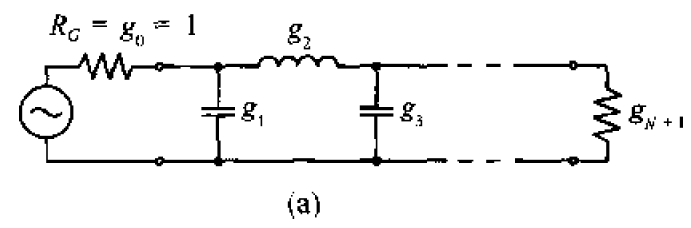 R_G = g_0 = 1
g_2
g_1
g_3
g_{N + 1}
(a)